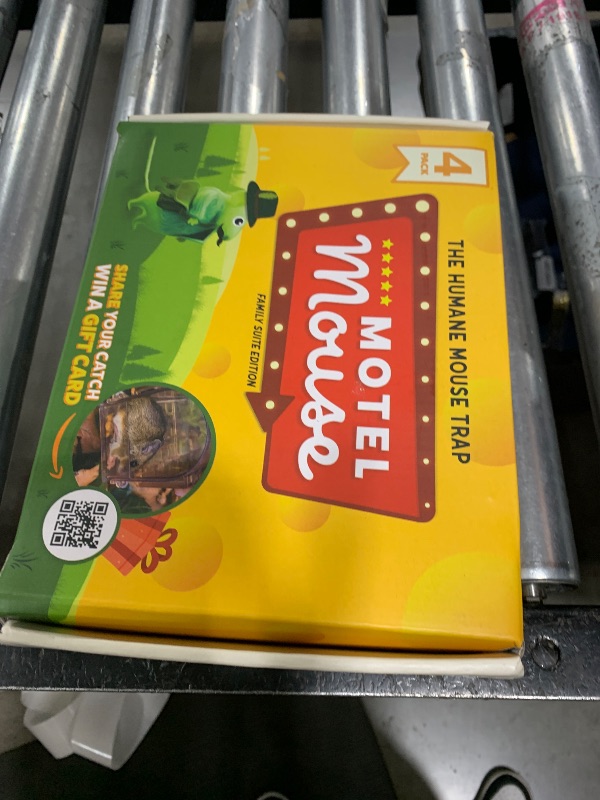 4
PACK
THE HUMANE MOUSE TRAP
MOTEL
Mouse
FAMILY SUITE EDITION
SHARE YOUR CATCH
WIN A GIFT CARD